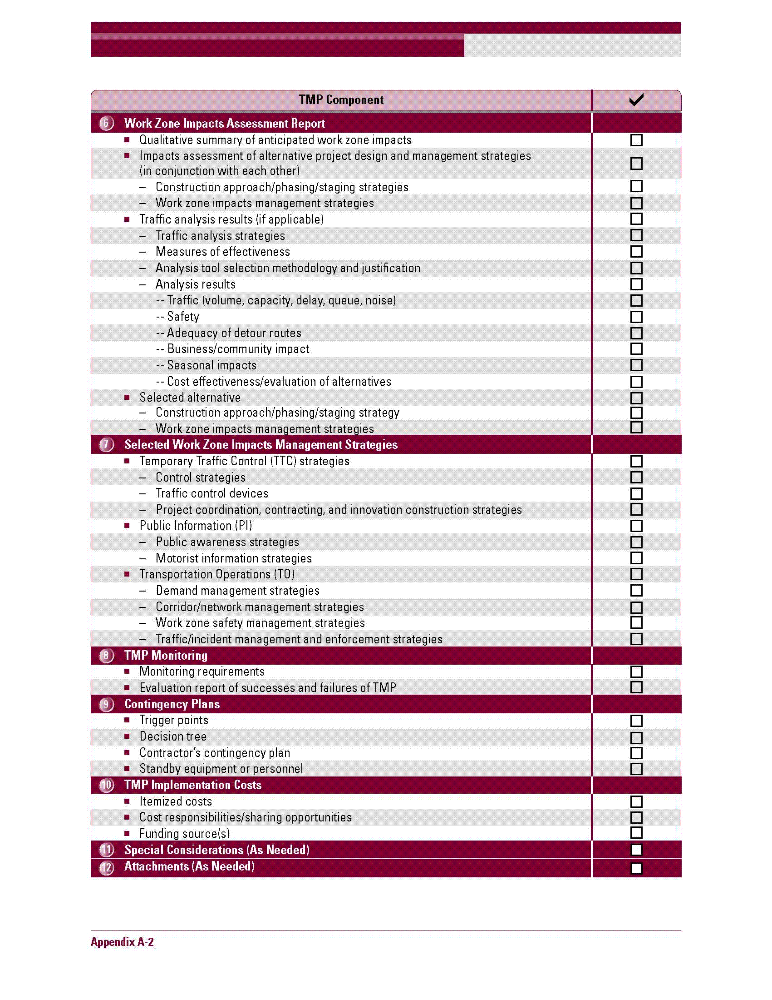 TMP Component ✓
6 Work Zone Impacts Assessment Report
▪ Qualitative summary of anticipated work zone impacts
▪ Impacts assessment of alternative project design and management strategies
(in conjunction with each other)
– Construction approach/phasing/staging strategies
– Work zone impacts management strategies
▪ Traffic analysis results (if applicable)
– Traffic analysis strategies
– Measures of effectiveness
– Analysis tool selection methodology and justification
– Analysis results
-- Traffic (volume, capacity, delay, queue, noise)
-- Safety
-- Adequacy of detour routes
-- Business/community impact
-- Seasonal impacts
-- Cost effectiveness/evaluation of alternatives
▪ Selected alternative
– Construction approach/phasing/staging strategy
– Work zone impacts management strategies
7 Selected Work Zone Impacts Management Strategies
▪ Temporary Traffic Control (TTC) strategies
– Control strategies
– Traffic control devices
– Project coordination, contracting, and innovation construction strategies
▪ Public Information (PI)
– Public awareness strategies
– Motorist information strategies
▪ Transportation Operations (TO)
– Demand management strategies
– Corridor/network management strategies
– Work zone safety management strategies
– Traffic/incident management and enforcement strategies
8 TMP Monitoring
▪ Monitoring requirements
▪ Evaluation report of successes and failures of TMP
9 Contingency Plans
▪ Trigger points
▪ Decision tree
▪ Contractor’s contingency plan
▪ Standby equipment or personnel
10 TMP Implementation Costs
▪ Itemized costs
▪ Cost responsibilities/sharing opportunities
▪ Funding source(s)
11 Special Considerations (As Needed)
12 Attachments (As Needed)
Appendix A-2